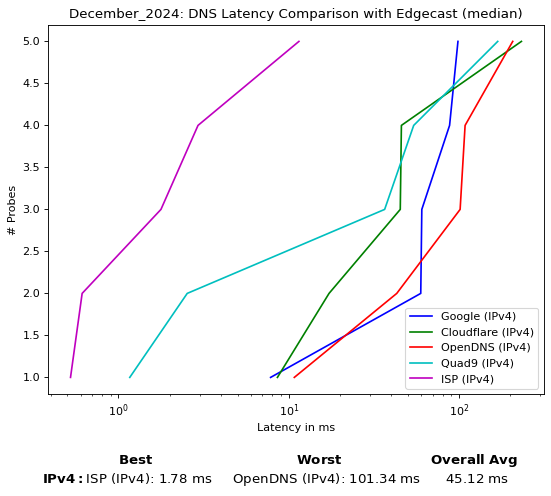 December_2024: DNS Latency Comparison with Edgecast (median)
5.0
4.5
4.0
3.5
3.0
2.5
2.0
1.5
1.0
# Probes
Google (IPv4)
Cloudflare (IPv4)
OpenDNS (IPv4)
Quad9 (IPv4)
ISP (IPv4)
10⁰ 10¹ 10²
Latency in ms
Best Worst Overall Avg
IPv4: ISP (IPv4): 1.78 ms OpenDNS (IPv4): 101.34 ms 45.12 ms